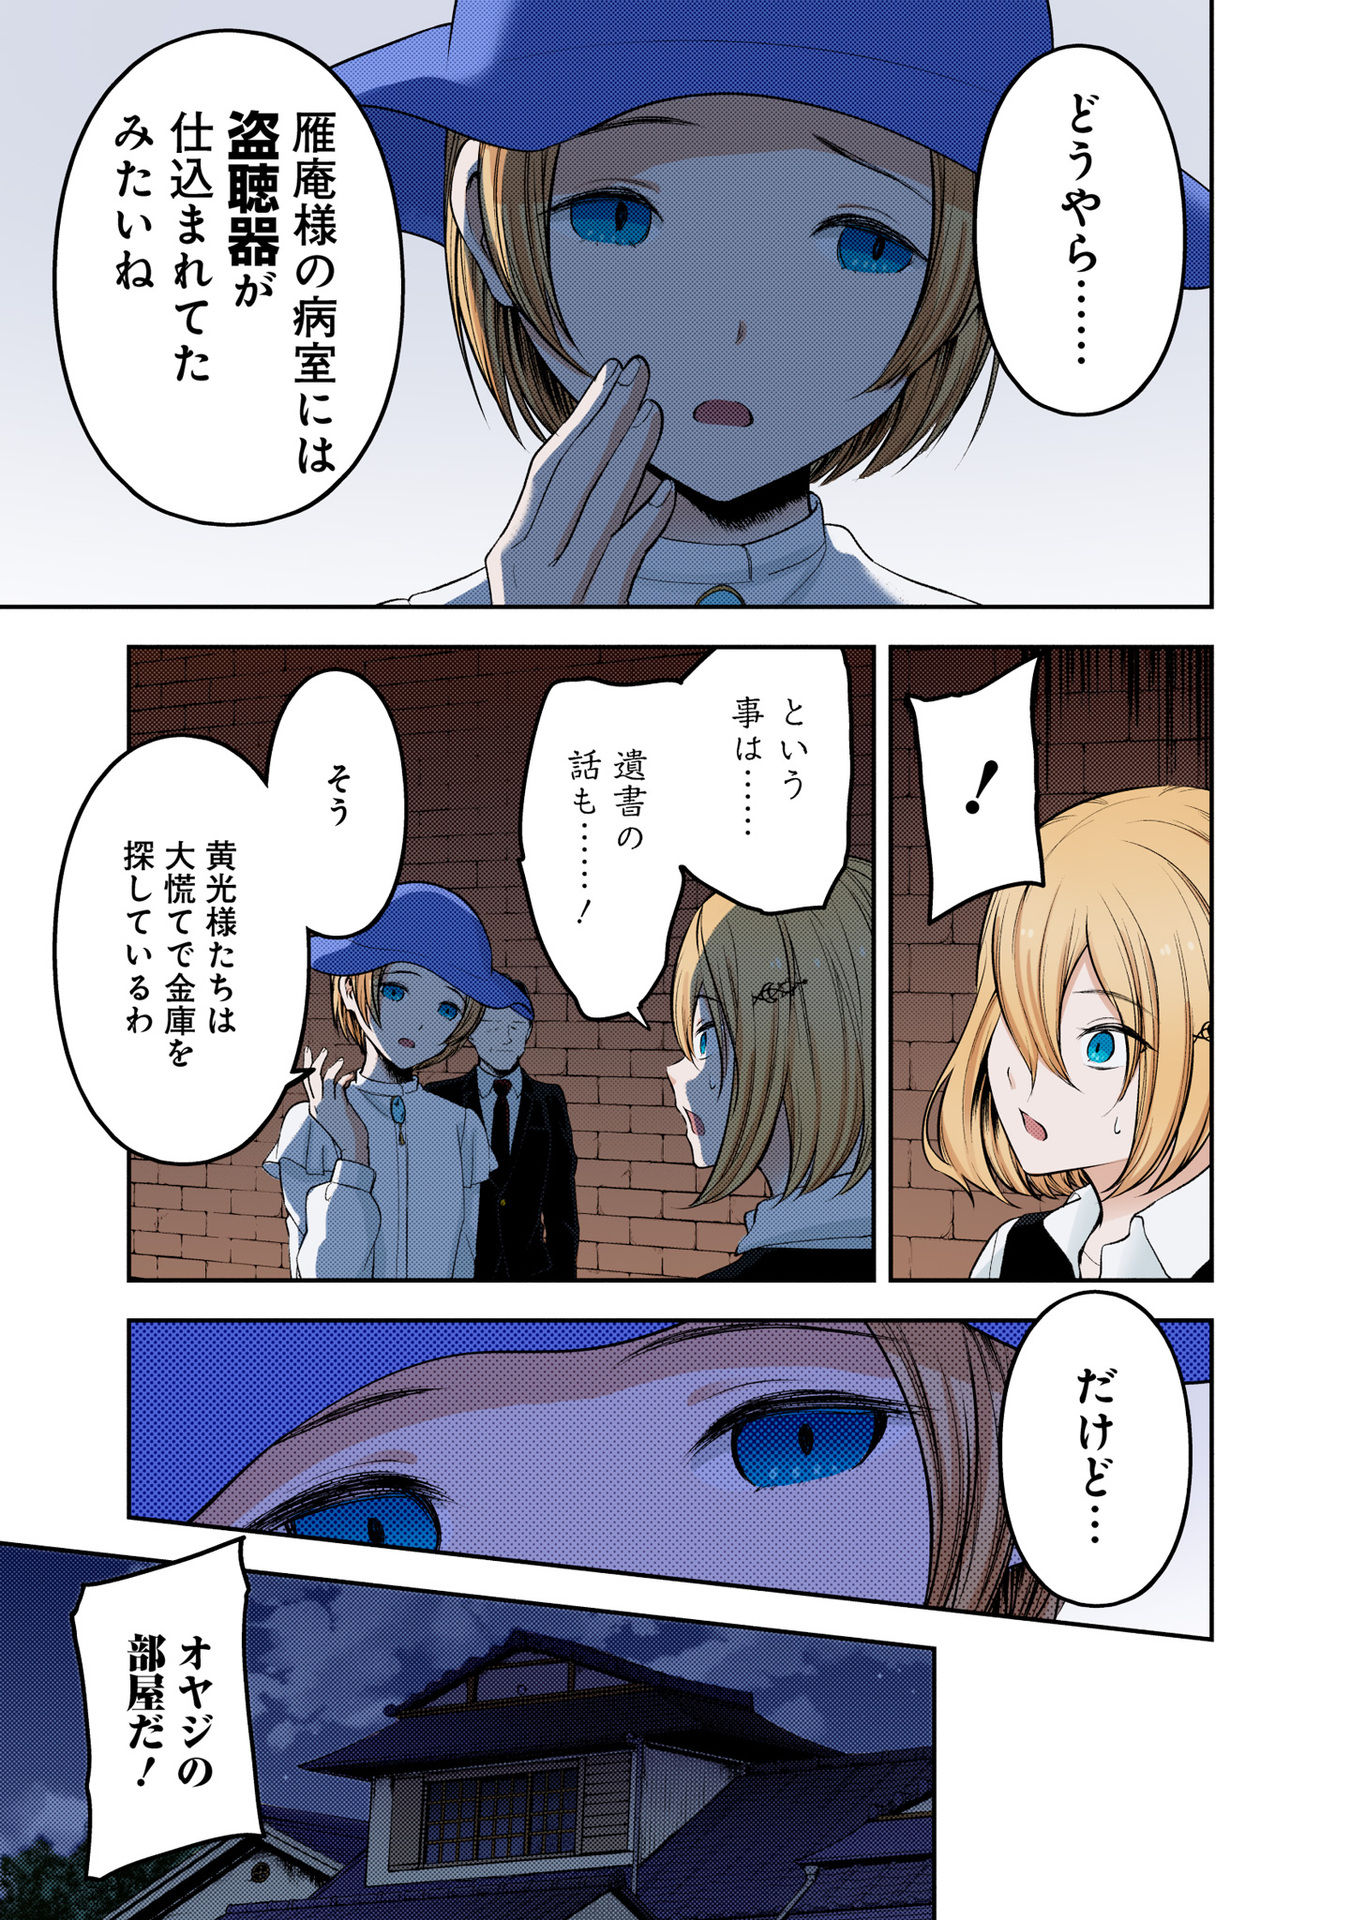 どうやら……
雁庵様の病室には
盗聴器が
仕込まれてた
みたいね
！
という
事は……
遺書の
話も……！
そう
黄光様たちは
大慌てで金庫を
探しているわ
だけど…
オヤジの
部屋だ！